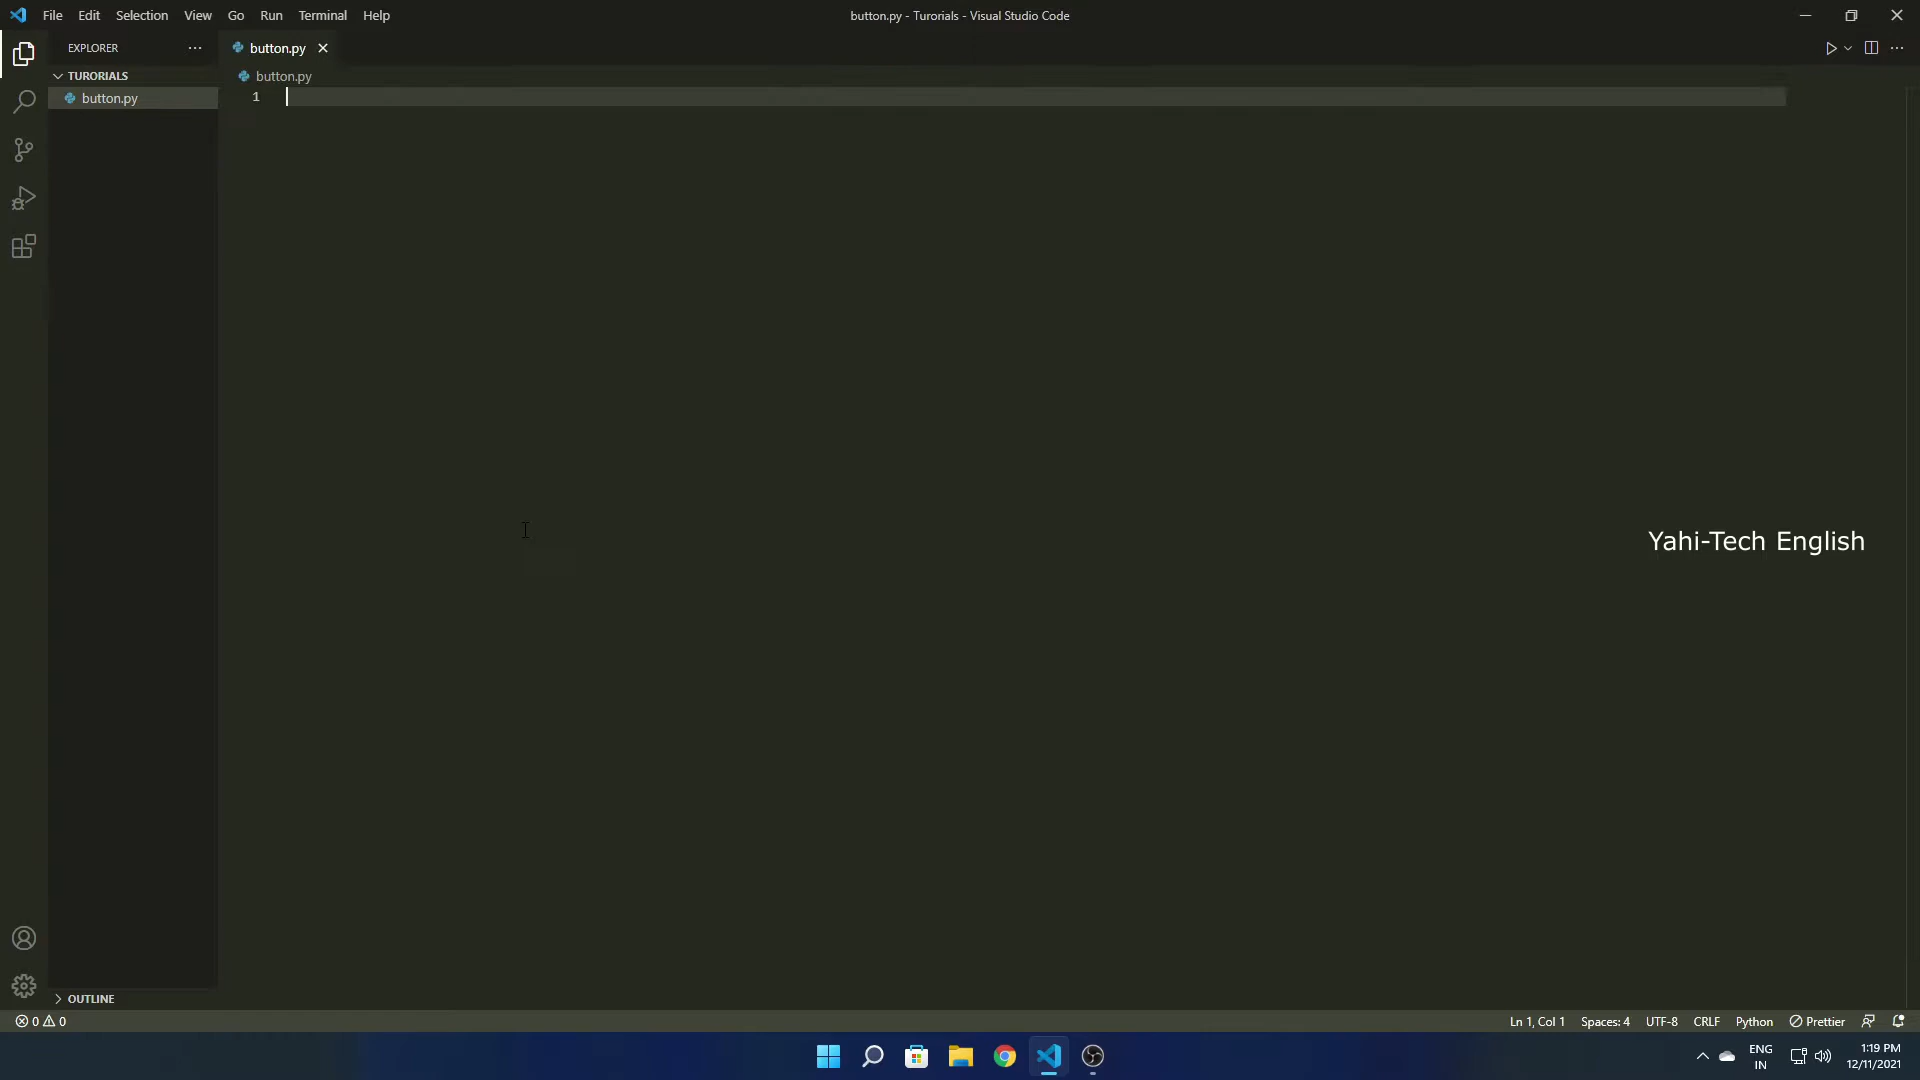 File Edit Selection View Go Run Terminal Help
button.py - Turorials - Visual Studio Code
EXPLORER
button.py
TURORIALS
button.py
button.py
1
Yahi-Tech English
OUTLINE
0 0
Ln 1, Col 1 Spaces: 4 UTF-8 CRLF Python Prettier
ENG
IN
1:19 PM
12/11/2021